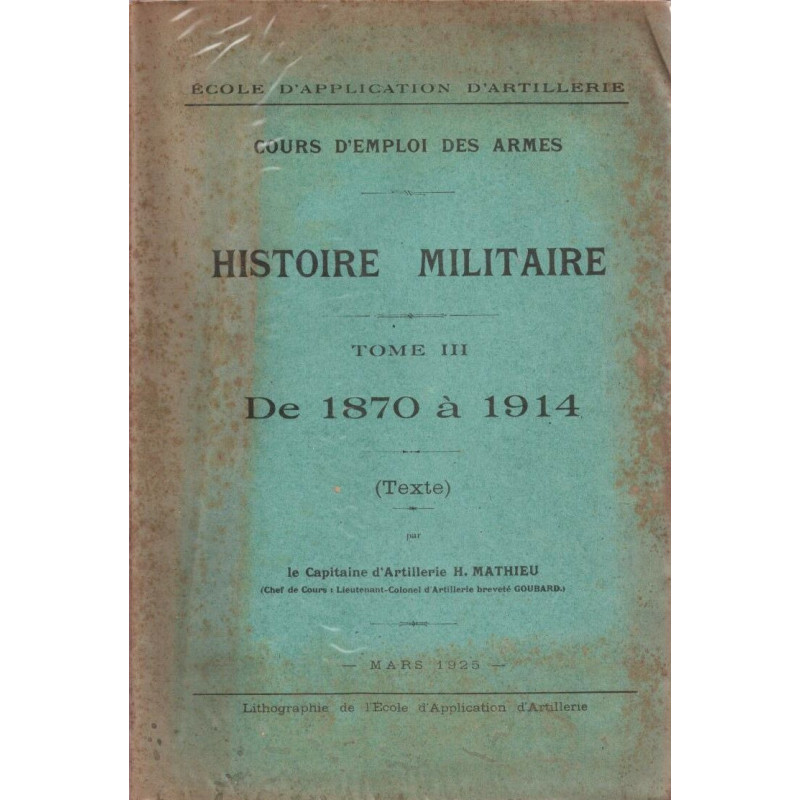 ÉCOLE D'APPLICATION D'ARTILLERIE
COURS D'EMPLOI DES ARMES
HISTOIRE MILITAIRE
TOME III
De 1870 à 1914
(Texte)
par
le Capitaine d'Artillerie H. MATHIEU
(Chef de Cours : Lieutenant-Colonel d'Artillerie breveté GOUBARD.)
— MARS 1925 —
Lithographie de l'École d'Application d'Artillerie